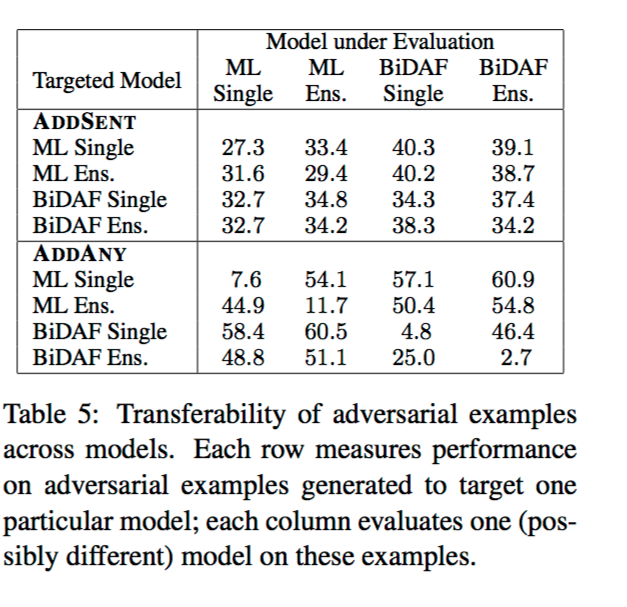 Model under Evaluation
Targeted Model ML Single ML Ens. BiDAF Single BiDAF Ens.
ADDSENT
ML Single 27.3 33.4 40.3 39.1
ML Ens. 31.6 29.4 40.2 38.7
BiDAF Single 32.7 34.8 34.3 37.4
BiDAF Ens. 32.7 34.2 38.3 34.2
ADDANY
ML Single 7.6 54.1 57.1 60.9
ML Ens. 44.9 11.7 50.4 54.8
BiDAF Single 58.4 60.5 4.8 46.4
BiDAF Ens. 48.8 51.1 25.0 2.7
Table 5: Transferability of adversarial examples
across models. Each row measures performance
on adversarial examples generated to target one
particular model; each column evaluates one (pos-
sibly different) model on these examples.